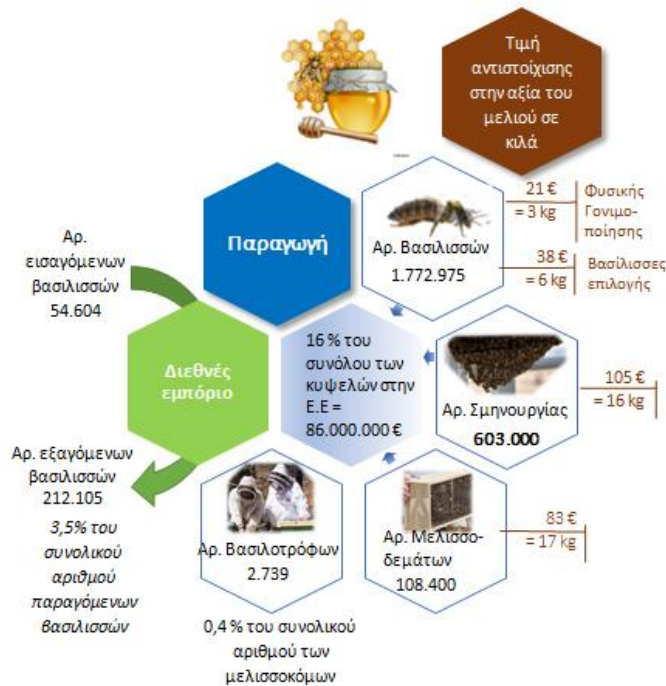 Τιμή
αντιστοίχισης
στην αξία του
μελιού σε
κιλά
Παραγωγή
Αρ. Βασιλισσών
1.772.975
21 €
= 3 kg
Φυσικής
Γονιμο-
ποίησης
38 €
= 6 kg
Βασίλισσες
επιλογής
Αρ.
εισαγόμενων
βασιλισσών
54.604
Διεθνές
εμπόριο
16 % του
συνόλου των
κυψελών στην
Ε.Ε =
86.000.000 €
Αρ. Σμηνουργίας
603.000
105 €
= 16 kg
Αρ. εξαγόμενων
βασιλισσών
212.105
3,5% του
συνολικού
αριθμού
παραγόμενων
βασιλισσών
Αρ. Βασιλοτρόφων
2.739
0,4 % του συνολικού
αριθμού των
μελισσοκόμων
Αρ. Μελισσο-
δεμάτων
108.400
83 €
= 17 kg